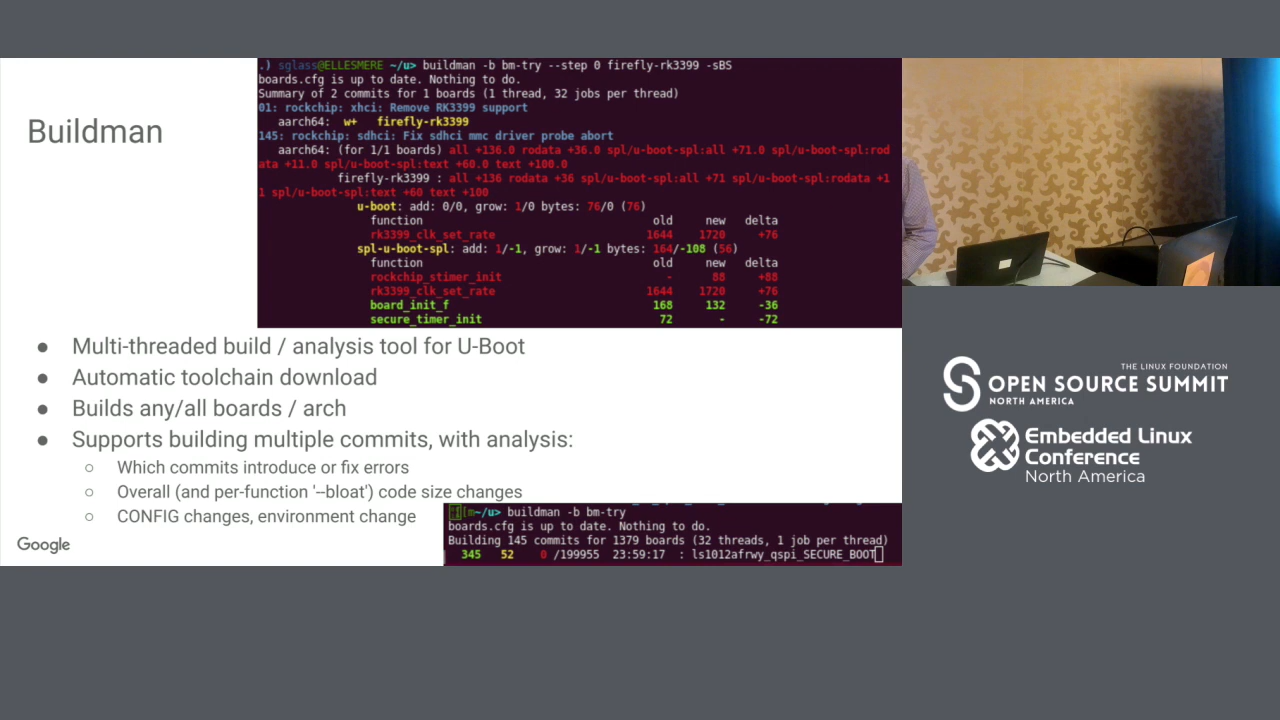 Buildman
.) sglass@ELLESMERE ~/u> buildman -b bm-try --step 0 firefly-rk3399 -sBS
boards.cfg is up to date. Nothing to do.
Summary of 2 commits for 1 boards (1 thread, 32 jobs per thread)
01: rockchip: xhci: Remove RK3399 support
aarch64: w+ firefly-rk3399
145: rockchip: sdhci: Fix sdhci mmc driver probe abort
aarch64: (for 1/1 boards) all +136.0 rodata +36.0 spl/u-boot-spl:all +71.0 spl/u-boot-spl:rod
ata +11.0 spl/u-boot-spl:text +60.0 text +100.0
firefly-rk3399 : all +136 rodata +36 spl/u-boot-spl:all +71 spl/u-boot-spl:rodata +1
1 spl/u-boot-spl:text +60 text +100
u-boot: add: 0/0, grow: 1/0 bytes: 76/0 (76)
function old new delta
rk3399_clk_set_rate 1644 1720 +76
spl-u-boot-spl: add: 1/-1, grow: 1/-1 bytes: 164/-108 (56)
function old new delta
rockchip_stimer_init - 88 +88
rk3399_clk_set_rate 1644 1720 +76
board_init_f 168 132 -36
secure_timer_init 72 - -72
● Multi-threaded build / analysis tool for U-Boot
● Automatic toolchain download
● Builds any/all boards / arch
● Supports building multiple commits, with analysis:
○ Which commits introduce or fix errors
○ Overall (and per-function '--bloat') code size changes
○ CONFIG changes, environment change
Google
[m~/u> buildman -b bm-try
boards.cfg is up to date. Nothing to do.
Building 145 commits for 1379 boards (32 threads, 1 job per thread)
345 52 0 /199955 23:59:17 : ls1012afrwy_qspi_SECURE_BOOT
THE LINUX FOUNDATION
OPEN SOURCE SUMMIT
NORTH AMERICA
Embedded Linux
Conference
North America